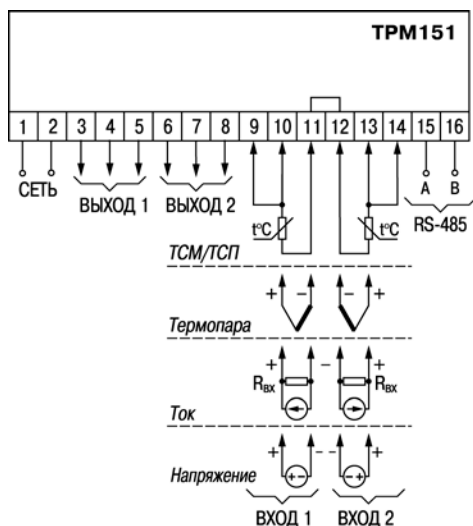 ТРМ151
1 2 3 4 5 6 7 8 9 10 11 12 13 14 15 16
СЕТЬ ВЫХОД 1 ВЫХОД 2 A B
RS-485
t°C t°C
ТСМ/ТСП
+ – – +
Термопара
+ – +
Rвх Rвх
Ток
+ - - +
+ - - +
Напряжение
ВХОД 1 ВХОД 2